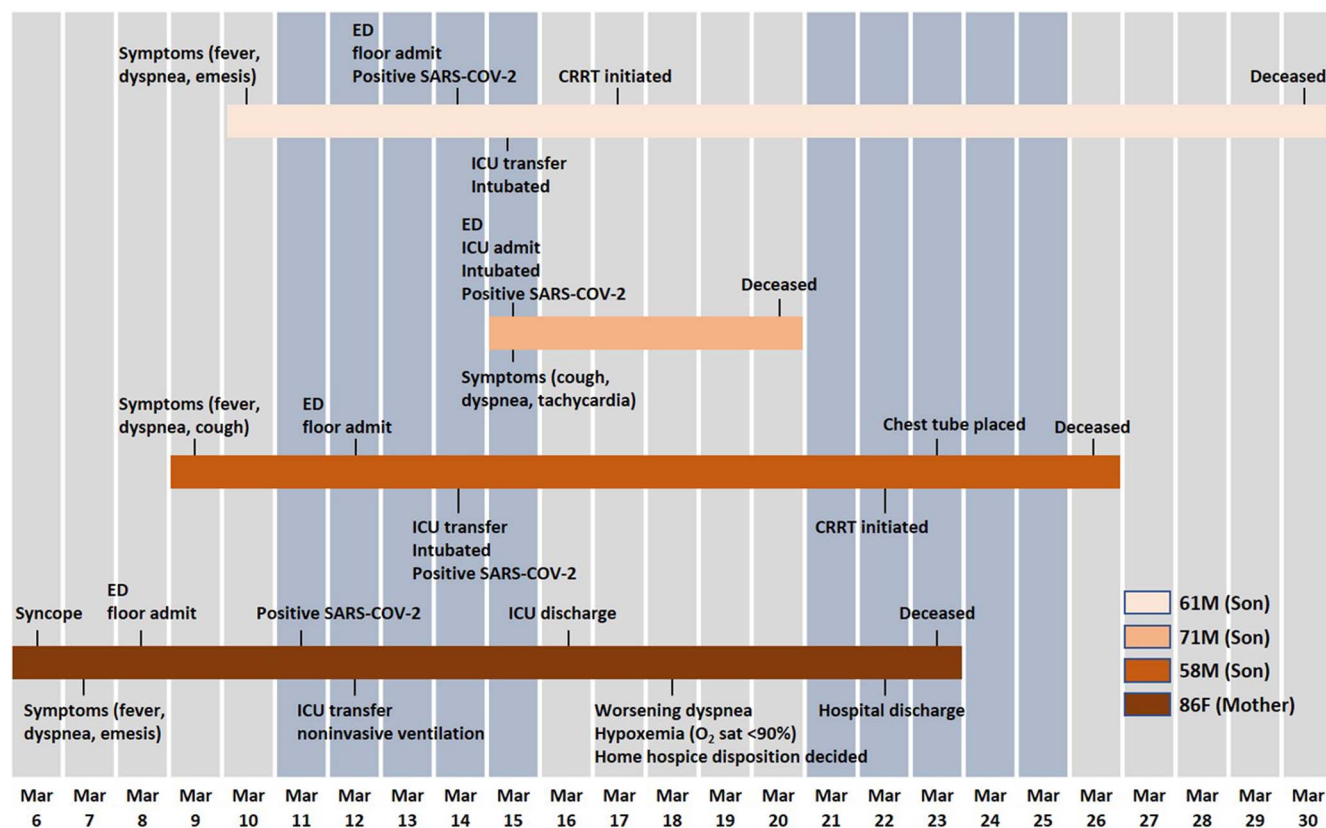 ED
floor admit
Positive SARS-COV-2
Symptoms (fever,
dyspnea, emesis)
CRRT initiated
Deceased
ICU transfer
Intubated
ED
ICU admit
Intubated
Positive SARS-COV-2
Deceased
Symptoms (cough,
dyspnea, tachycardia)
Symptoms (fever,
dyspnea, cough)
ED
floor admit
Chest tube placed
Deceased
ICU transfer
Intubated
Positive SARS-COV-2
CRRT initiated
Syncope
ED
floor admit
Positive SARS-COV-2
ICU discharge
Deceased
Symptoms (fever,
dyspnea, emesis)
ICU transfer
noninvasive ventilation
Worsening dyspnea
Hypoxemia (O₂ sat <90%)
Home hospice disposition decided
Hospital discharge
61M (Son)
71M (Son)
58M (Son)
86F (Mother)
Mar Mar Mar Mar Mar Mar Mar Mar Mar Mar Mar Mar Mar Mar Mar Mar Mar Mar Mar Mar Mar Mar Mar Mar Mar
6 7 8 9 10 11 12 13 14 15 16 17 18 19 20 21 22 23 24 25 26 27 28 29 30